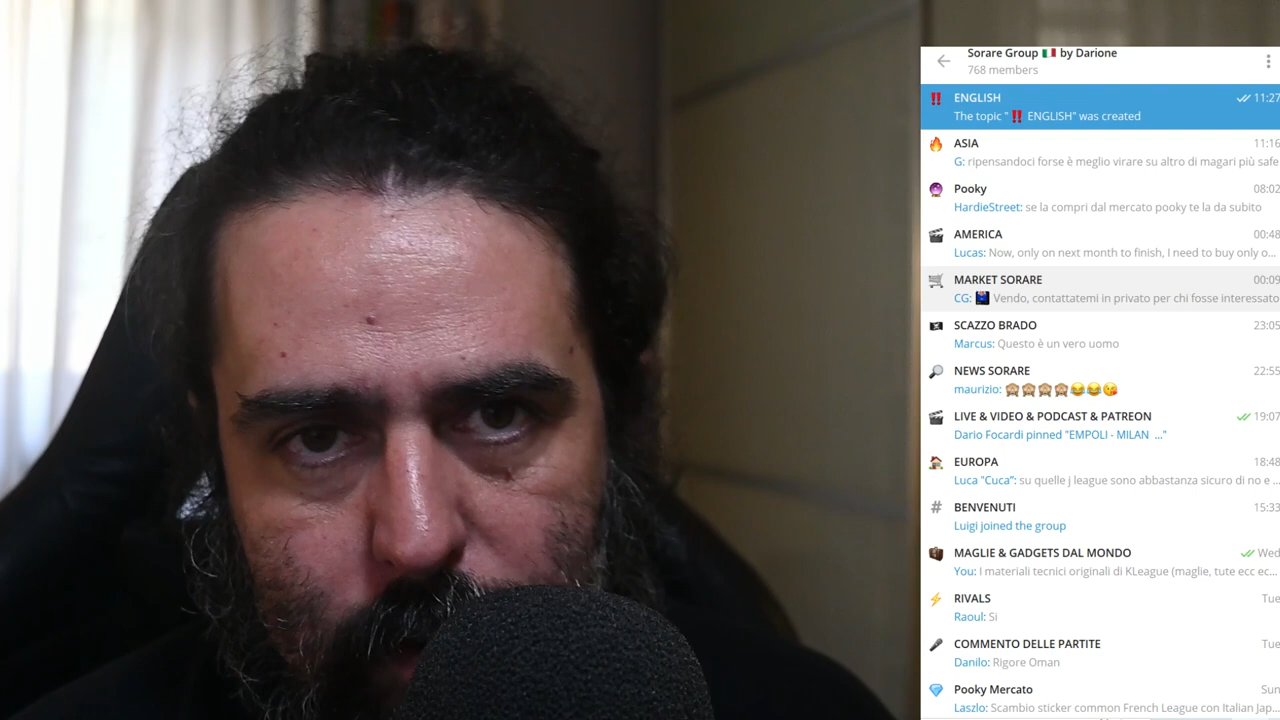 Sorare Group 🇮🇹 by Darione
768 members
‼️ ENGLISH 11:27
The topic "‼️ ENGLISH" was created
🔥 ASIA 11:16
G: ripensandoci forse è meglio virare su altro di magari più safe
🔮 Pooky 08:02
HardieStreet: se la compri dal mercato pooky te la da subito
🎬 AMERICA 00:48
Lucas: Now, only on next month to finish, I need to buy only o...
🛒 MARKET SORARE 00:09
CG: Vendo, contattatemi in privato per chi fosse interessato
🏴‍☠️ SCAZZO BRADO 23:05
Marcus: Questo è un vero uomo
🔎 NEWS SORARE 22:55
maurizio: 🙈🙈🙈🙈😂😂😘
🎬 LIVE & VIDEO & PODCAST & PATREON 19:07
Dario Focardi pinned "EMPOLI - MILAN ..."
🏠 EUROPA 18:48
Luca "Cuca": su quelle j league sono abbastanza sicuro di no e ...
# BENVENUTI 15:33
Luigi joined the group
💼 MAGLIE & GADGETS DAL MONDO Wed
You: I materiali tecnici originali di KLeague (maglie, tute ecc ec...
⚡ RIVALS Tue
Raoul: Si
🎤 COMMENTO DELLE PARTITE Tue
Danilo: Rigore Oman
💎 Pooky Mercato Sun
Laszlo: Scambio sticker common French League con Italian Jap...